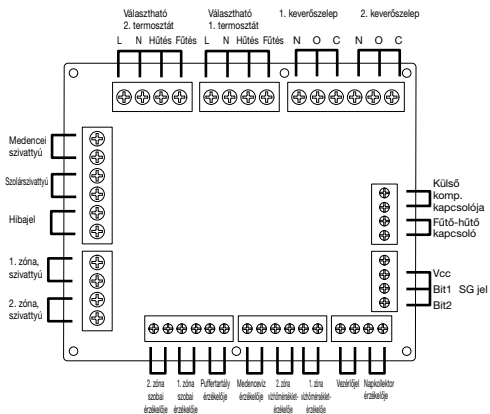 Választható
2. termosztát
Választható
1. termosztát
1. keverőszelep
2. keverőszelep
L N Hűtés Fűtés
L N Hűtés Fűtés
N O C
N O C
Medencei
szivattyú
Szolárszivattyú
Hibajel
1. zóna,
szivattyú
2. zóna,
szivattyú
Külső
komp.
kapcsolója
Fűtő-hűtő
kapcsoló
Vcc
Bit1 SG jel
Bit2
2. zóna
szobai
érzékelője
1. zóna
szobai
érzékelője
Puffertartály
érzékelője
Medencevíz
érzékelője
2. zóna
vízhőmérséklet-
érzékelője
1. zóna
vízhőmérséklet-
érzékelője
Vezérlőjel
Napkollektor
érzékelője